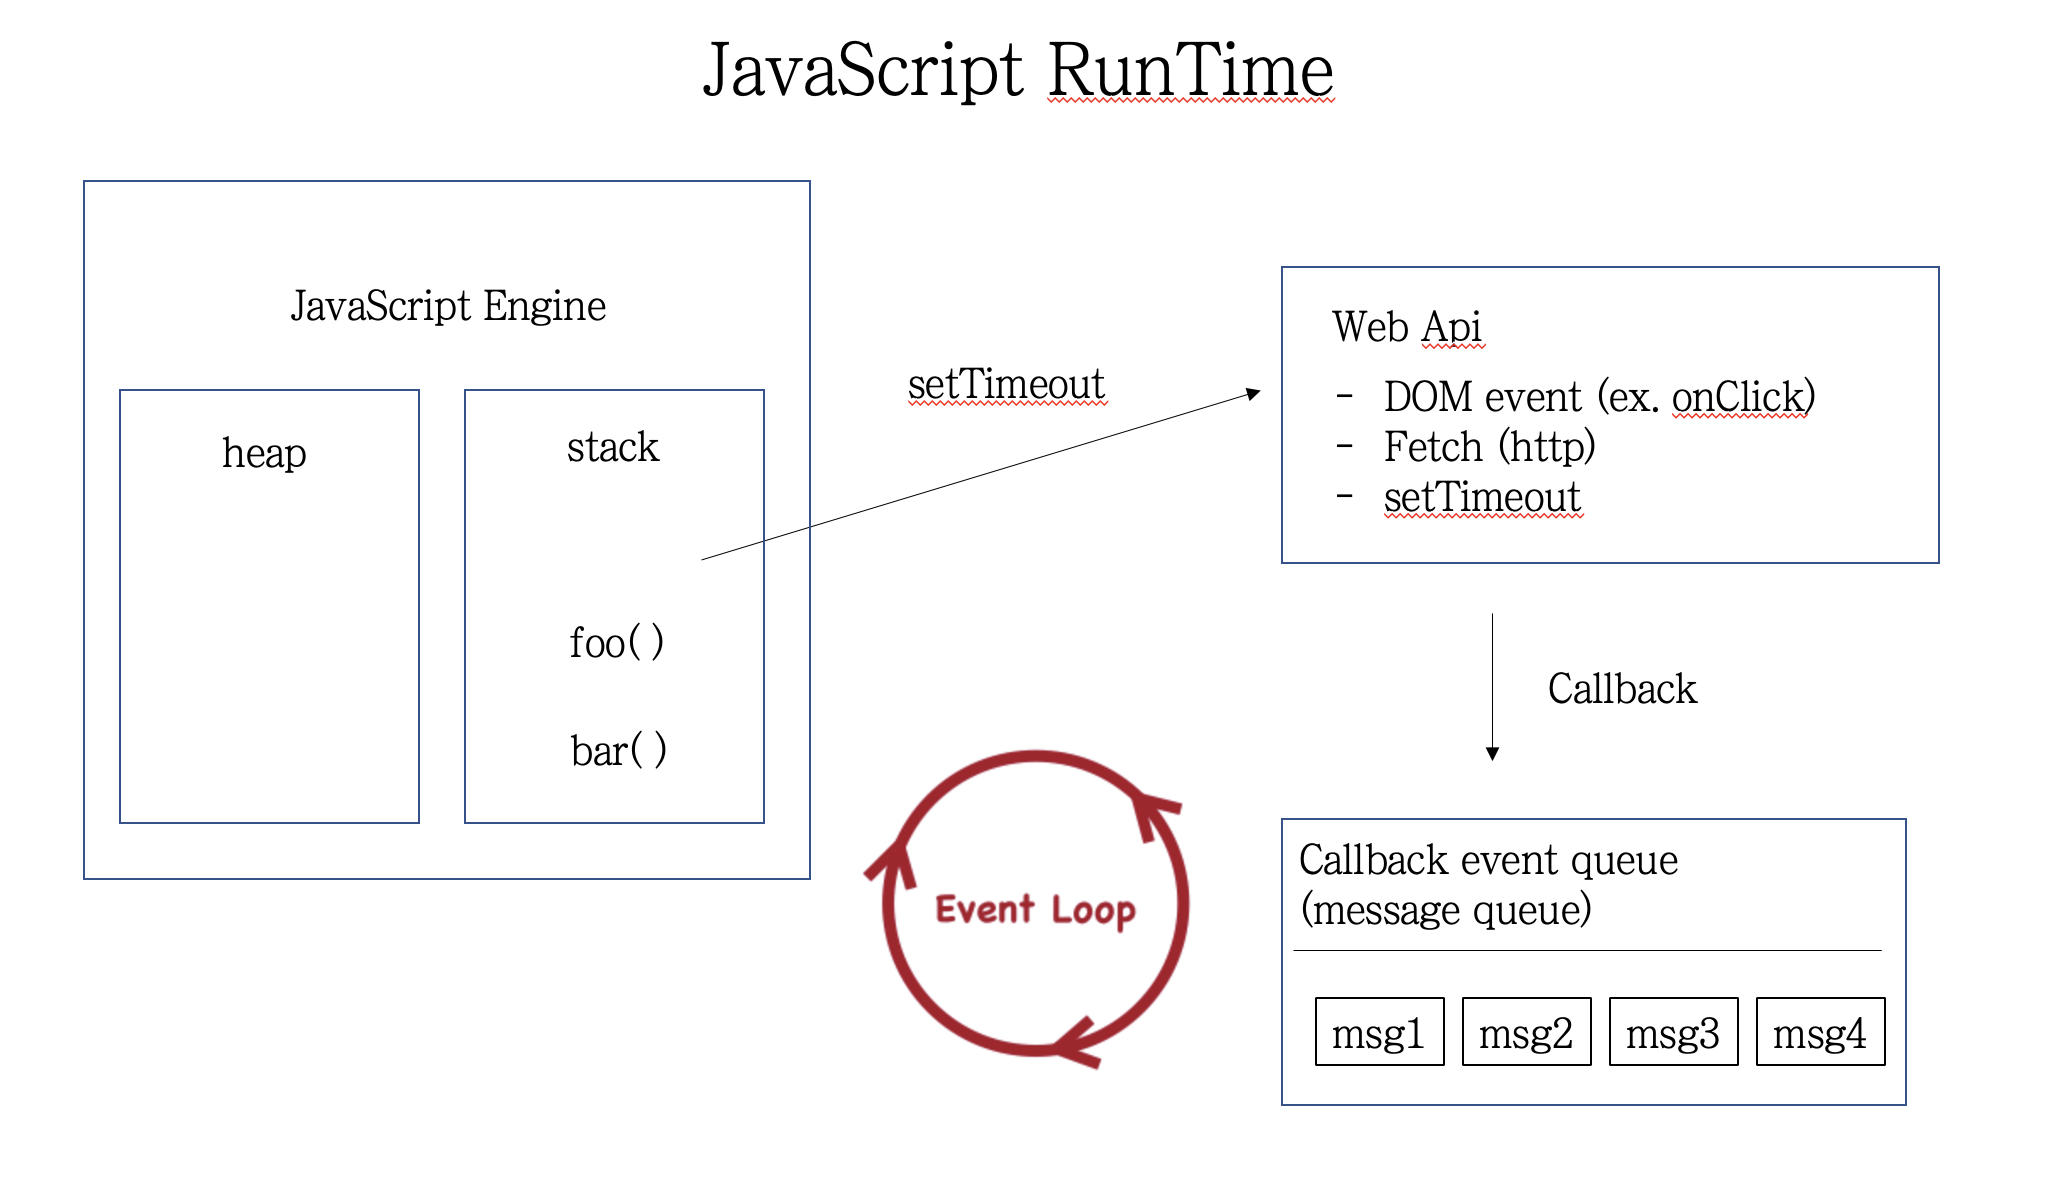 JavaScript RunTime
JavaScript Engine
heap
stack
foo( )
bar( )
setTimeout
Web Api
- DOM event (ex. onClick)
- Fetch (http)
- setTimeout
Callback
Event Loop
Callback event queue
(message queue)
msg1
msg2
msg3
msg4